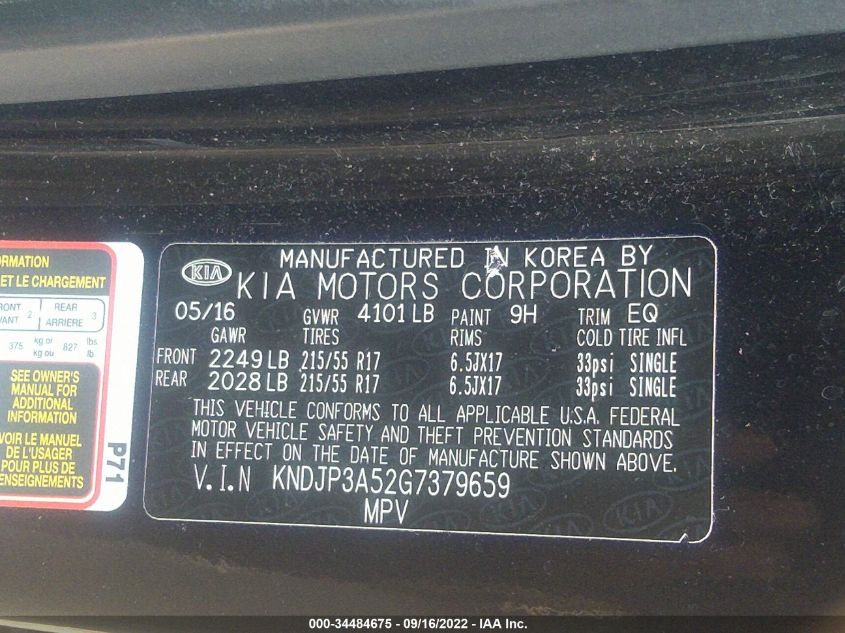 ORMATION
ET LE CHARGEMENT
RONT 2 REAR 3
VANT ARRIÈRE
375 kg or 827 lbs.
kg ou lb.
SEE OWNER'S
MANUAL FOR
ADDITIONAL
INFORMATION
VOIR LE MANUEL
DE L'USAGER
POUR PLUS DE
RENSEIGNEMENTS
P71
MANUFACTURED IN KOREA BY
KIA KIA MOTORS CORPORATION
05/16 GVWR 4101 LB PAINT 9H TRIM EQ
GAWR TIRES RIMS COLD TIRE INFL
FRONT 2249 LB 215/55 R17 6.5JX17 33psi SINGLE
REAR 2028 LB 215/55 R17 6.5JX17 33psi SINGLE
THIS VEHICLE CONFORMS TO ALL APPLICABLE U.S.A. FEDERAL
MOTOR VEHICLE SAFETY AND THEFT PREVENTION STANDARDS
IN EFFECT ON THE DATE OF MANUFACTURE SHOWN ABOVE.
V.I.N KNDJP3A52G7379659
MPV
000-34484675 - 09/16/2022 - IAA Inc.